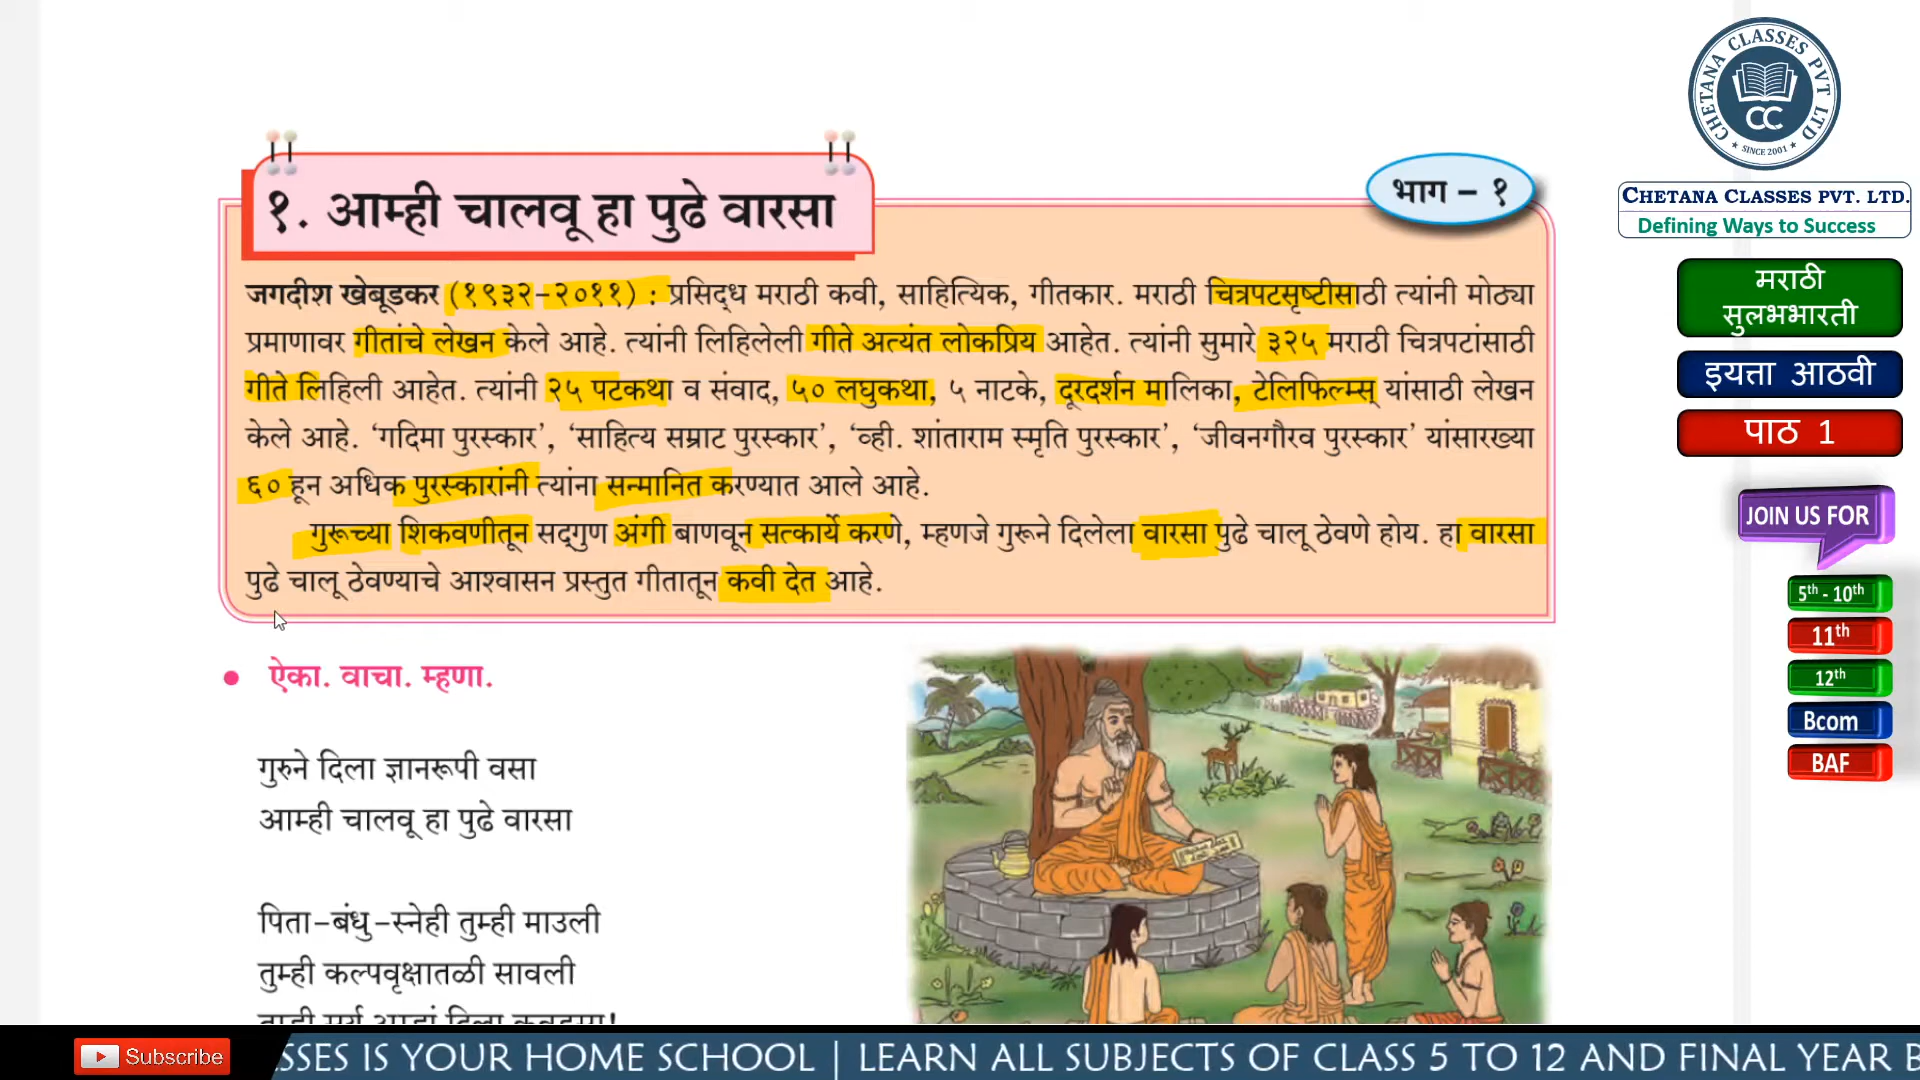 १. आम्ही चालवू हा पुढे वारसा
भाग – १
जगदीश खेबूडकर (१९३२–२०११) : प्रसिद्ध मराठी कवी, साहित्यिक, गीतकार. मराठी चित्रपटसृष्टीसाठी त्यांनी मोठ्या
प्रमाणावर गीतांचे लेखन केले आहे. त्यांनी लिहिलेली गीते अत्यंत लोकप्रिय आहेत. त्यांनी सुमारे ३२५ मराठी चित्रपटांसाठी
गीते लिहिली आहेत. त्यांनी २५ पटकथा व संवाद, ५० लघुकथा, ५ नाटके, दूरदर्शन मालिका, टेलिफिल्म्स् यांसाठी लेखन
केले आहे. ‘गदिमा पुरस्कार’, ‘साहित्य सम्राट पुरस्कार’, ‘व्ही. शांताराम स्मृति पुरस्कार’, ‘जीवनगौरव पुरस्कार’ यांसारख्या
६० हून अधिक पुरस्कारांनी त्यांना सन्मानित करण्यात आले आहे.
गुरूच्या शिकवणीतून सद्‌गुण अंगी बाणवून सत्कार्ये करणे, म्हणजे गुरूने दिलेला वारसा पुढे चालू ठेवणे होय. हा वारसा
पुढे चालू ठेवण्याचे आश्वासन प्रस्तुत गीतातून कवी देत आहे.
● ऐका. वाचा. म्हणा.
गुरुने दिला ज्ञानरूपी वसा
आम्ही चालवू हा पुढे वारसा
पिता–बंधु–स्नेही तुम्ही माउली
तुम्ही कल्पवृक्षातळी सावली
CHETANA CLASSES PVT LTD
CC
SINCE 2001
CHETANA CLASSES PVT. LTD.
Defining Ways to Success
मराठी
सुलभभारती
इयत्ता आठवी
पाठ 1
JOIN US FOR
5th - 10th
11th
12th
Bcom
BAF
Subscribe
SSES IS YOUR HOME SCHOOL | LEARN ALL SUBJECTS OF CLASS 5 TO 12 AND FINAL YEAR B